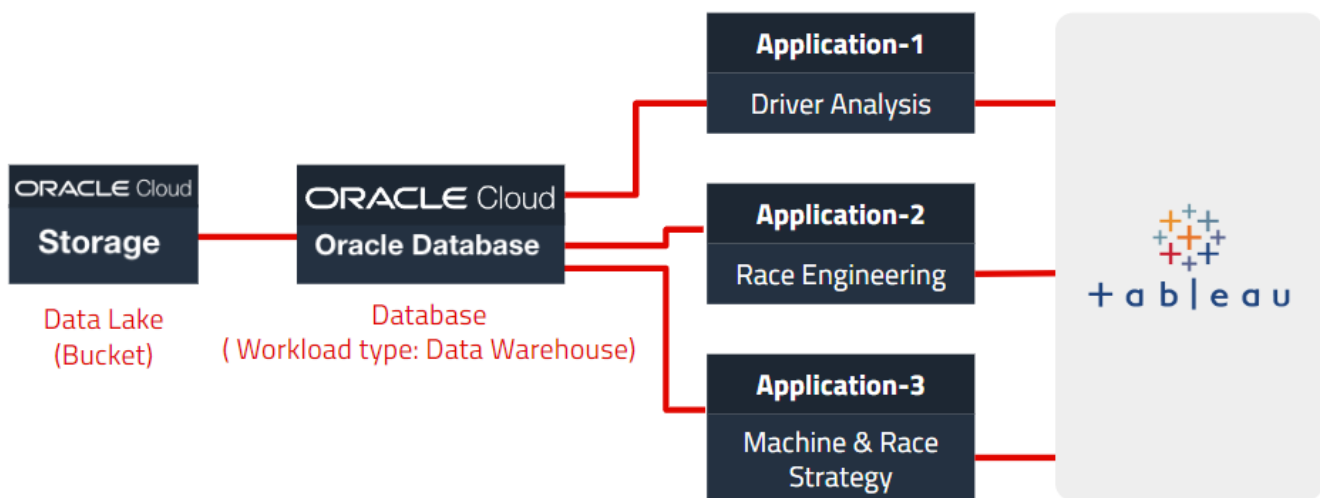 ORACLE Cloud
Storage
Data Lake
(Bucket)
ORACLE Cloud
Oracle Database
Database
( Workload type: Data Warehouse)
Application-1
Driver Analysis
Application-2
Race Engineering
Application-3
Machine & Race
Strategy
+ableau